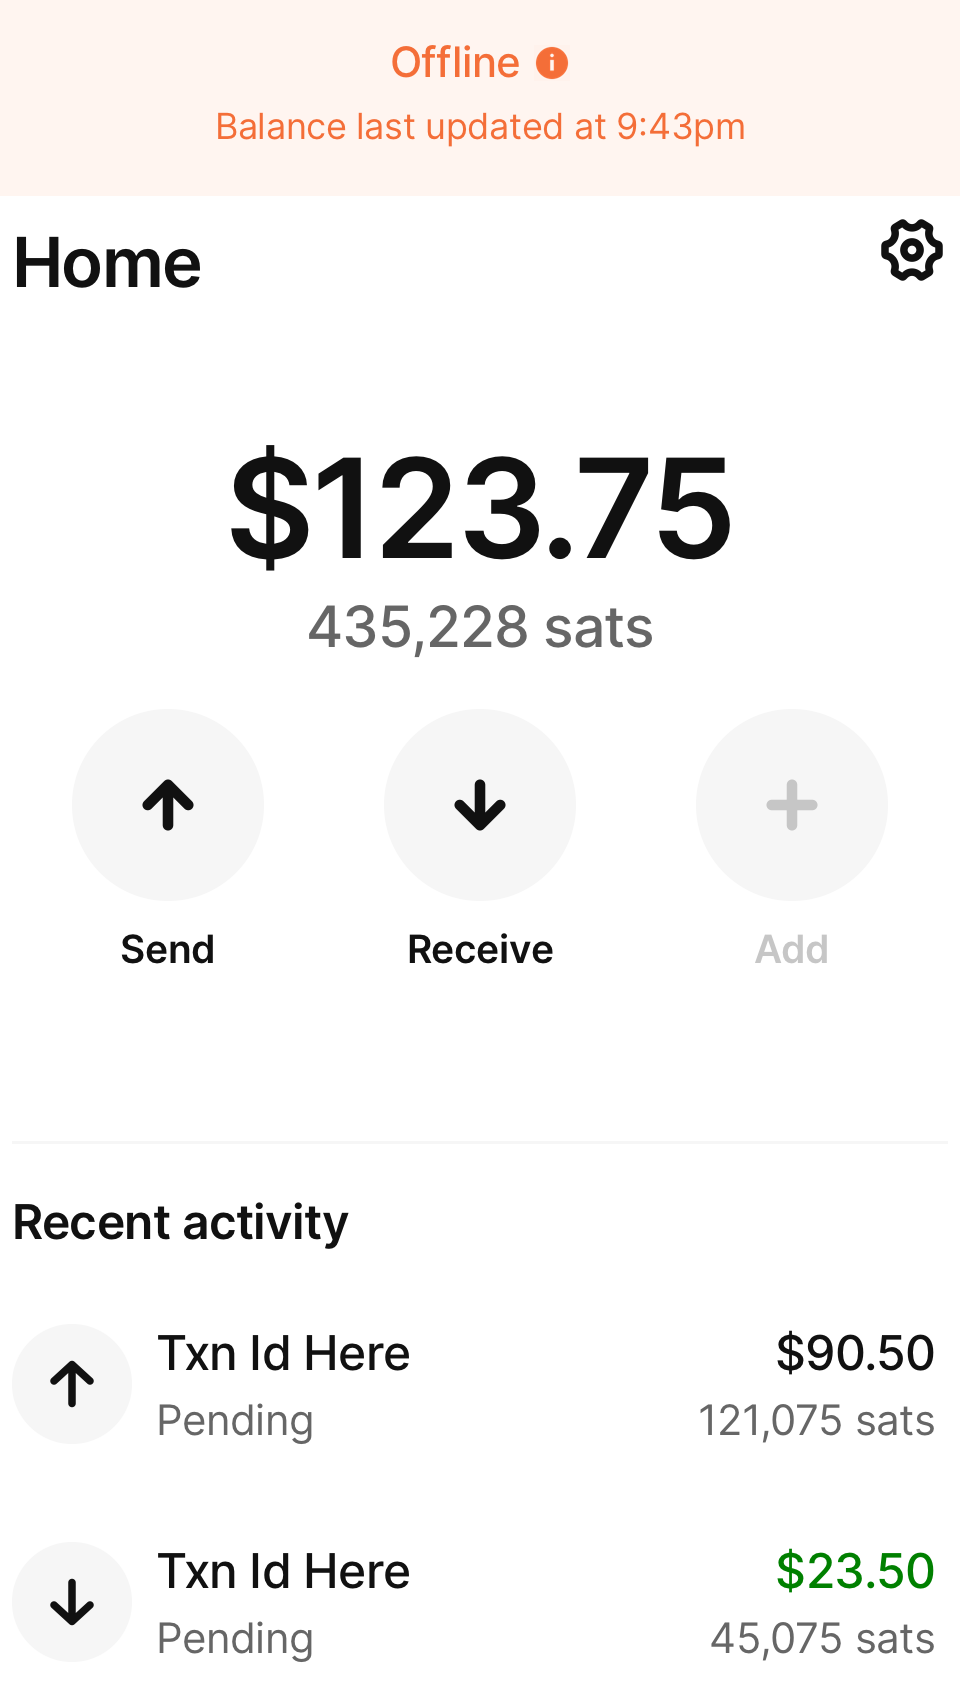 Offline
Balance last updated at 9:43pm
Home
$123.75
435,228 sats
Send
Receive
Add
Recent activity
Txn Id Here
$90.50
Pending
121,075 sats
Txn Id Here
$23.50
Pending
45,075 sats